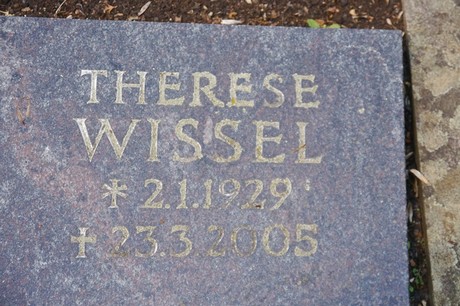 THERESE
WISSEL
* 2.1.1929
✝ 23.3.2005